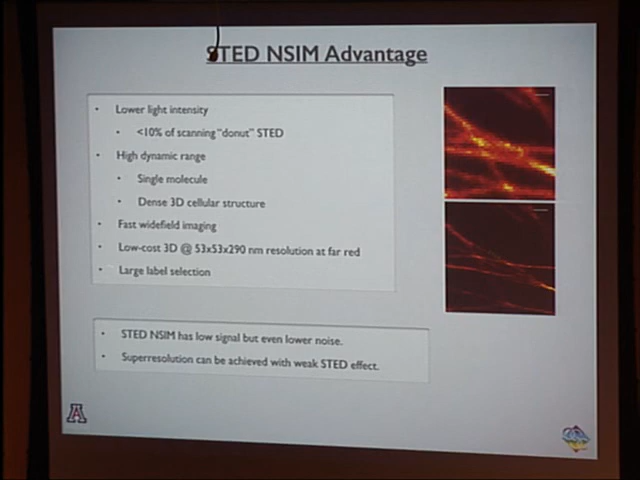 STED NSIM Advantage
Lower light intensity
<10% of scanning "donut" STED
High dynamic range
Single molecule
Dense 3D cellular structure
Fast widefield imaging
Low-cost 3D @ 53x53x290 nm resolution at far red
Large label selection
STED NSIM has low signal but even lower noise.
Superresolution can be achieved with weak STED effect.
A